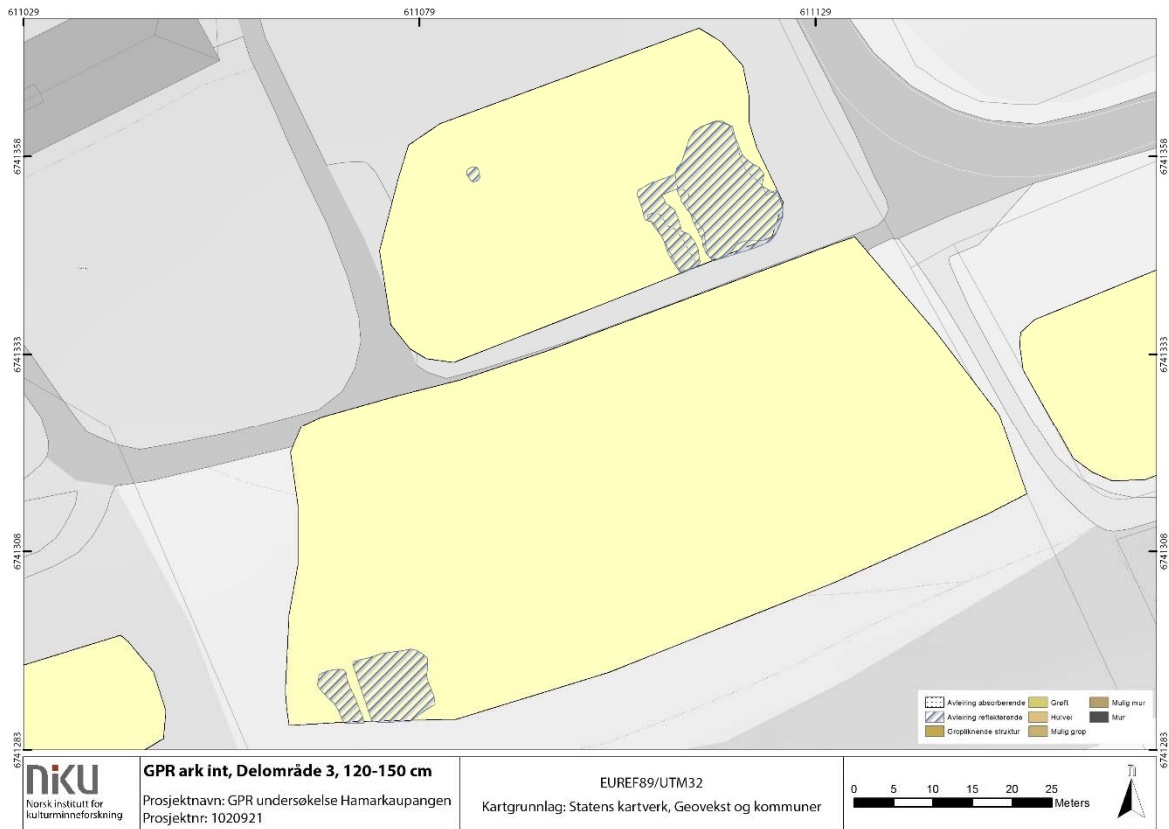 611029
611079
611129
6741358
6741358
6741333
6741333
6741308
6741308
6741283
6741283
Avleiring absorberende
Grøft
Mulig mur
Avleiring reflekterende
Hulvei
Mur
Gropliknende struktur
Mulig grop
niku
Norsk institutt for
kulturminneforskning
GPR ark int, Delområde 3, 120-150 cm
Prosjektnavn: GPR undersøkelse Hamarkaupangen
Prosjektnr: 1020921
EUREF89/UTM32
Kartgrunnlag: Statens kartverk, Geovekst og kommuner
0 5 10 15 20 25
Meters